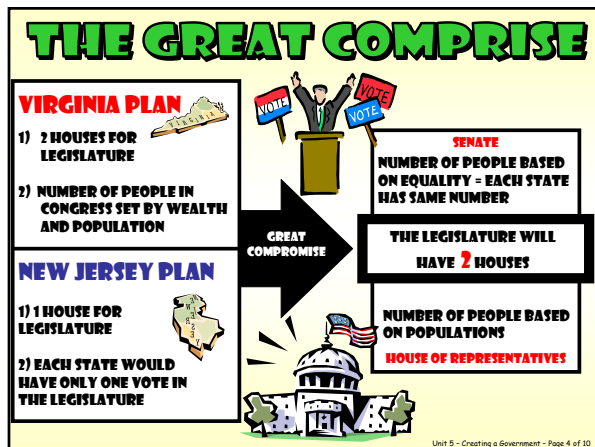 THE GREAT COMPRISE
VIRGINIA PLAN
VIRGINIA
1) 2 HOUSES FOR
LEGISLATURE
2) NUMBER OF PEOPLE IN
CONGRESS SET BY WEALTH
AND POPULATION
NEW JERSEY PLAN
1) 1 HOUSE FOR
LEGISLATURE
2) EACH STATE WOULD
HAVE ONLY ONE VOTE IN
THE LEGISLATURE
VOTE
VOTE
VOTE
GREAT
COMPROMISE
SENATE
NUMBER OF PEOPLE BASED
ON EQUALITY = EACH STATE
HAS SAME NUMBER
THE LEGISLATURE WILL
HAVE 2 HOUSES
NUMBER OF PEOPLE BASED
ON POPULATIONS
HOUSE OF REPRESENTATIVES
Unit 5 – Creating a Government – Page 4 of 10